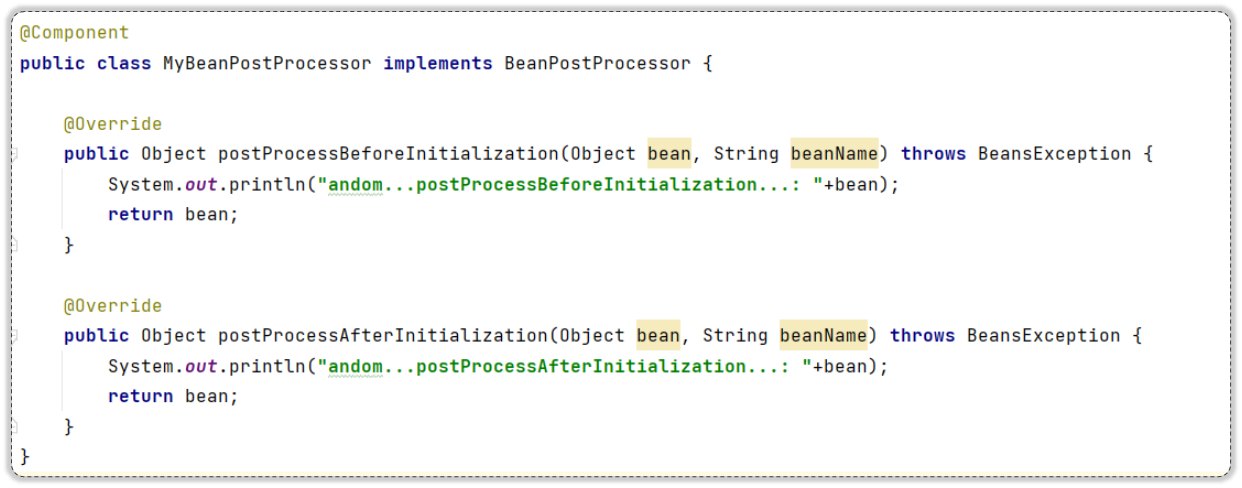 @Component
public class MyBeanPostProcessor implements BeanPostProcessor {
@Override
public Object postProcessBeforeInitialization(Object bean, String beanName) throws BeansException {
System.out.println("andom...postProcessBeforeInitialization...: "+bean);
return bean;
}
@Override
public Object postProcessAfterInitialization(Object bean, String beanName) throws BeansException {
System.out.println("andom...postProcessAfterInitialization...: "+bean);
return bean;
}
}